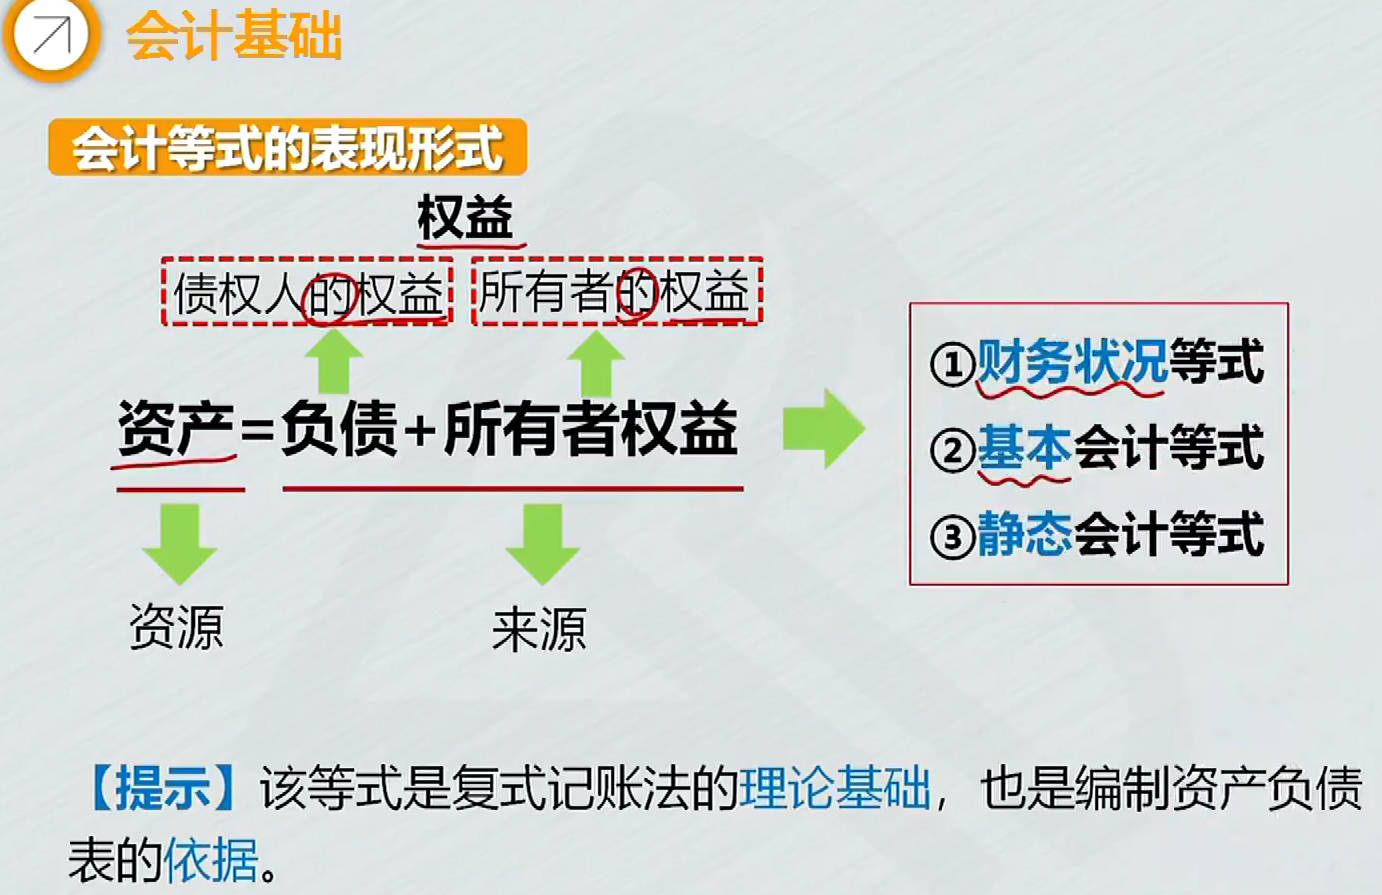 会计基础
会计等式的表现形式
权益
债权人的权益 所有者的权益
资产=负债+所有者权益
①财务状况等式
②基本会计等式
③静态会计等式
资源 来源
【提示】该等式是复式记账法的理论基础，也是编制资产负债
表的依据。